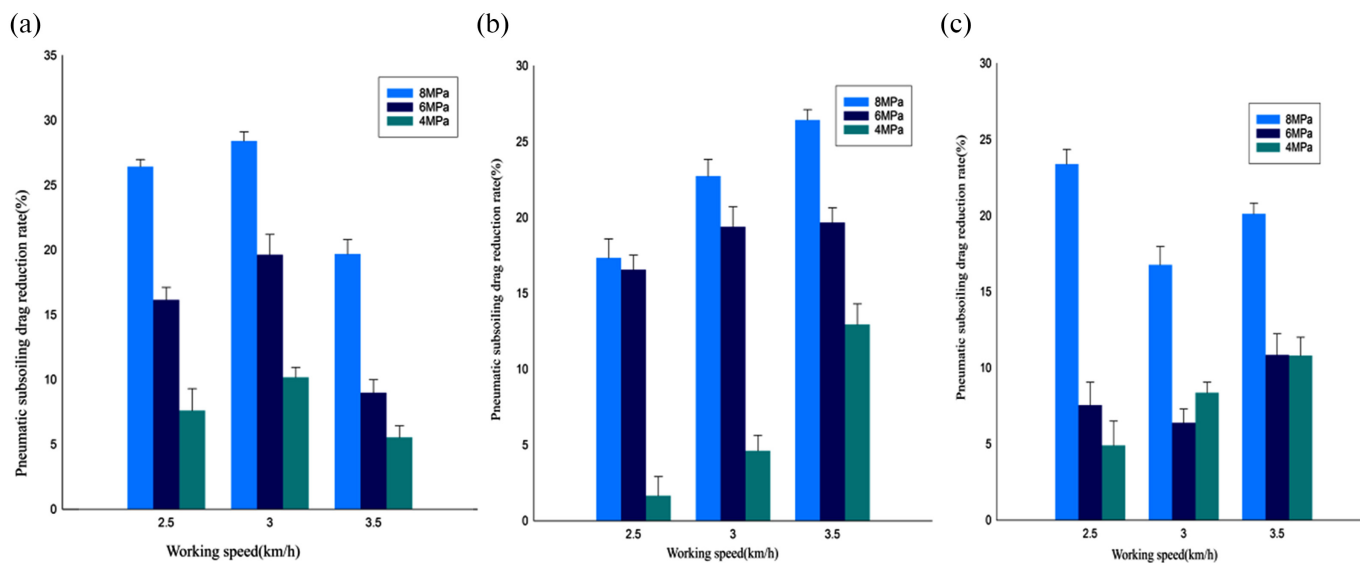 (a)
Pneumatic subsoiling drag reduction rate(%)
35
30
25
20
15
10
5
0
8MPa
6MPa
4MPa
2.5
3
3.5
Working speed(km/h)
(b)
Pneumatic subsoiling drag reduction rate(%)
30
25
20
15
10
5
0
8MPa
6MPa
4MPa
2.5
3
3.5
Working speed(km/h)
(c)
Pneumatic subsoiling drag reduction rate(%)
30
25
20
15
10
5
0
8MPa
6MPa
4MPa
2.5
3
3.5
Working speed(km/h)